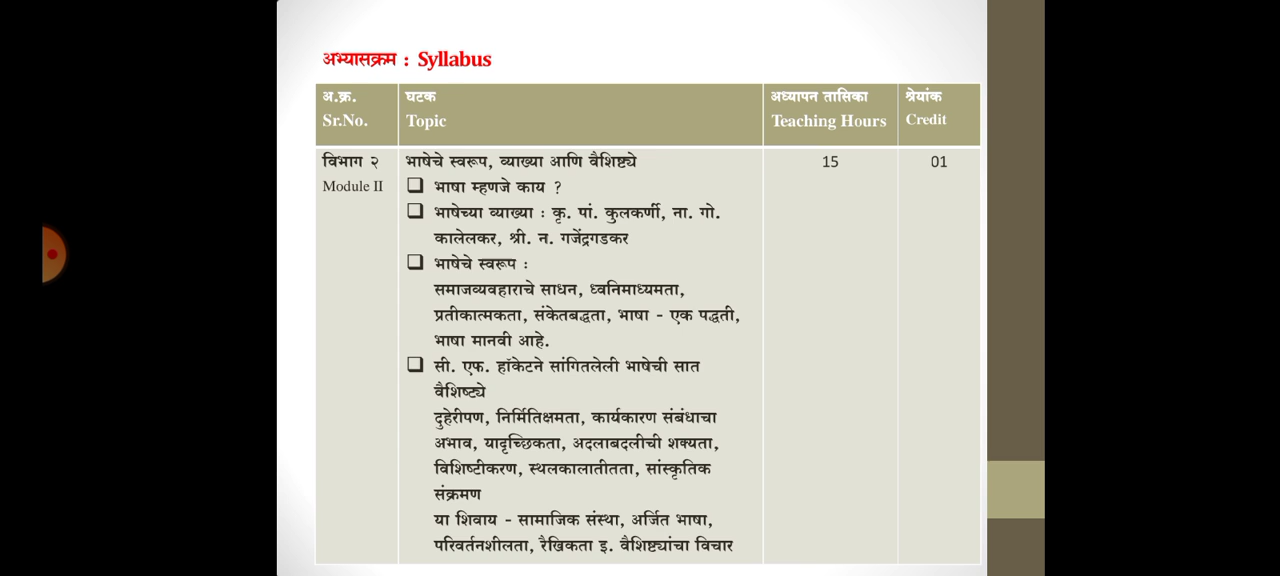 अभ्यासक्रम : Syllabus
अ.क्र.
Sr.No.
घटक
Topic
अध्यापन तासिका
Teaching Hours
श्रेयांक
Credit
विभाग २
Module II
भाषेचे स्वरूप, व्याख्या आणि वैशिष्ट्ये
❑ भाषा म्हणजे काय ?
❑ भाषेच्या व्याख्या : कृ. पां. कुलकर्णी, ना. गो.
कालेलकर, श्री. न. गजेंद्रगडकर
❑ भाषेचे स्वरूप :
समाजव्यवहाराचे साधन, ध्वनिमाध्यमता,
प्रतीकात्मकता, संकेतबद्धता, भाषा - एक पद्धती,
भाषा मानवी आहे.
❑ सी. एफ. हॉकेटने सांगितलेली भाषेची सात
वैशिष्ट्ये
दुहेरीपण, निर्मितिक्षमता, कार्यकारण संबंधाचा
अभाव, यादृच्छिकता, अदलाबदलीची शक्यता,
विशिष्टीकरण, स्थलकालातीतता, सांस्कृतिक
संक्रमण
या शिवाय - सामाजिक संस्था, अर्जित भाषा,
परिवर्तनशीलता, रैखिकता इ. वैशिष्ट्यांचा विचार
15
01